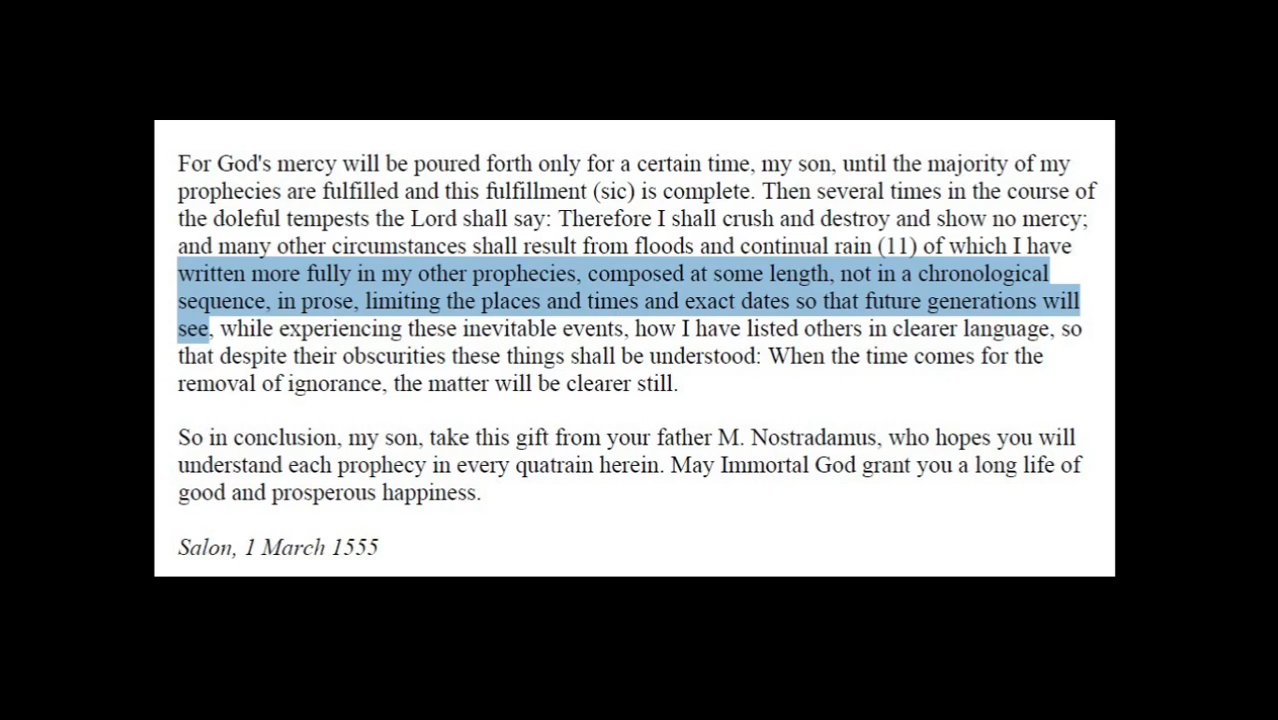 For God's mercy will be poured forth only for a certain time, my son, until the majority of my
prophecies are fulfilled and this fulfillment (sic) is complete. Then several times in the course of
the doleful tempests the Lord shall say: Therefore I shall crush and destroy and show no mercy;
and many other circumstances shall result from floods and continual rain (11) of which I have
written more fully in my other prophecies, composed at some length, not in a chronological
sequence, in prose, limiting the places and times and exact dates so that future generations will
see, while experiencing these inevitable events, how I have listed others in clearer language, so
that despite their obscurities these things shall be understood: When the time comes for the
removal of ignorance, the matter will be clearer still.
So in conclusion, my son, take this gift from your father M. Nostradamus, who hopes you will
understand each prophecy in every quatrain herein. May Immortal God grant you a long life of
good and prosperous happiness.
Salon, 1 March 1555